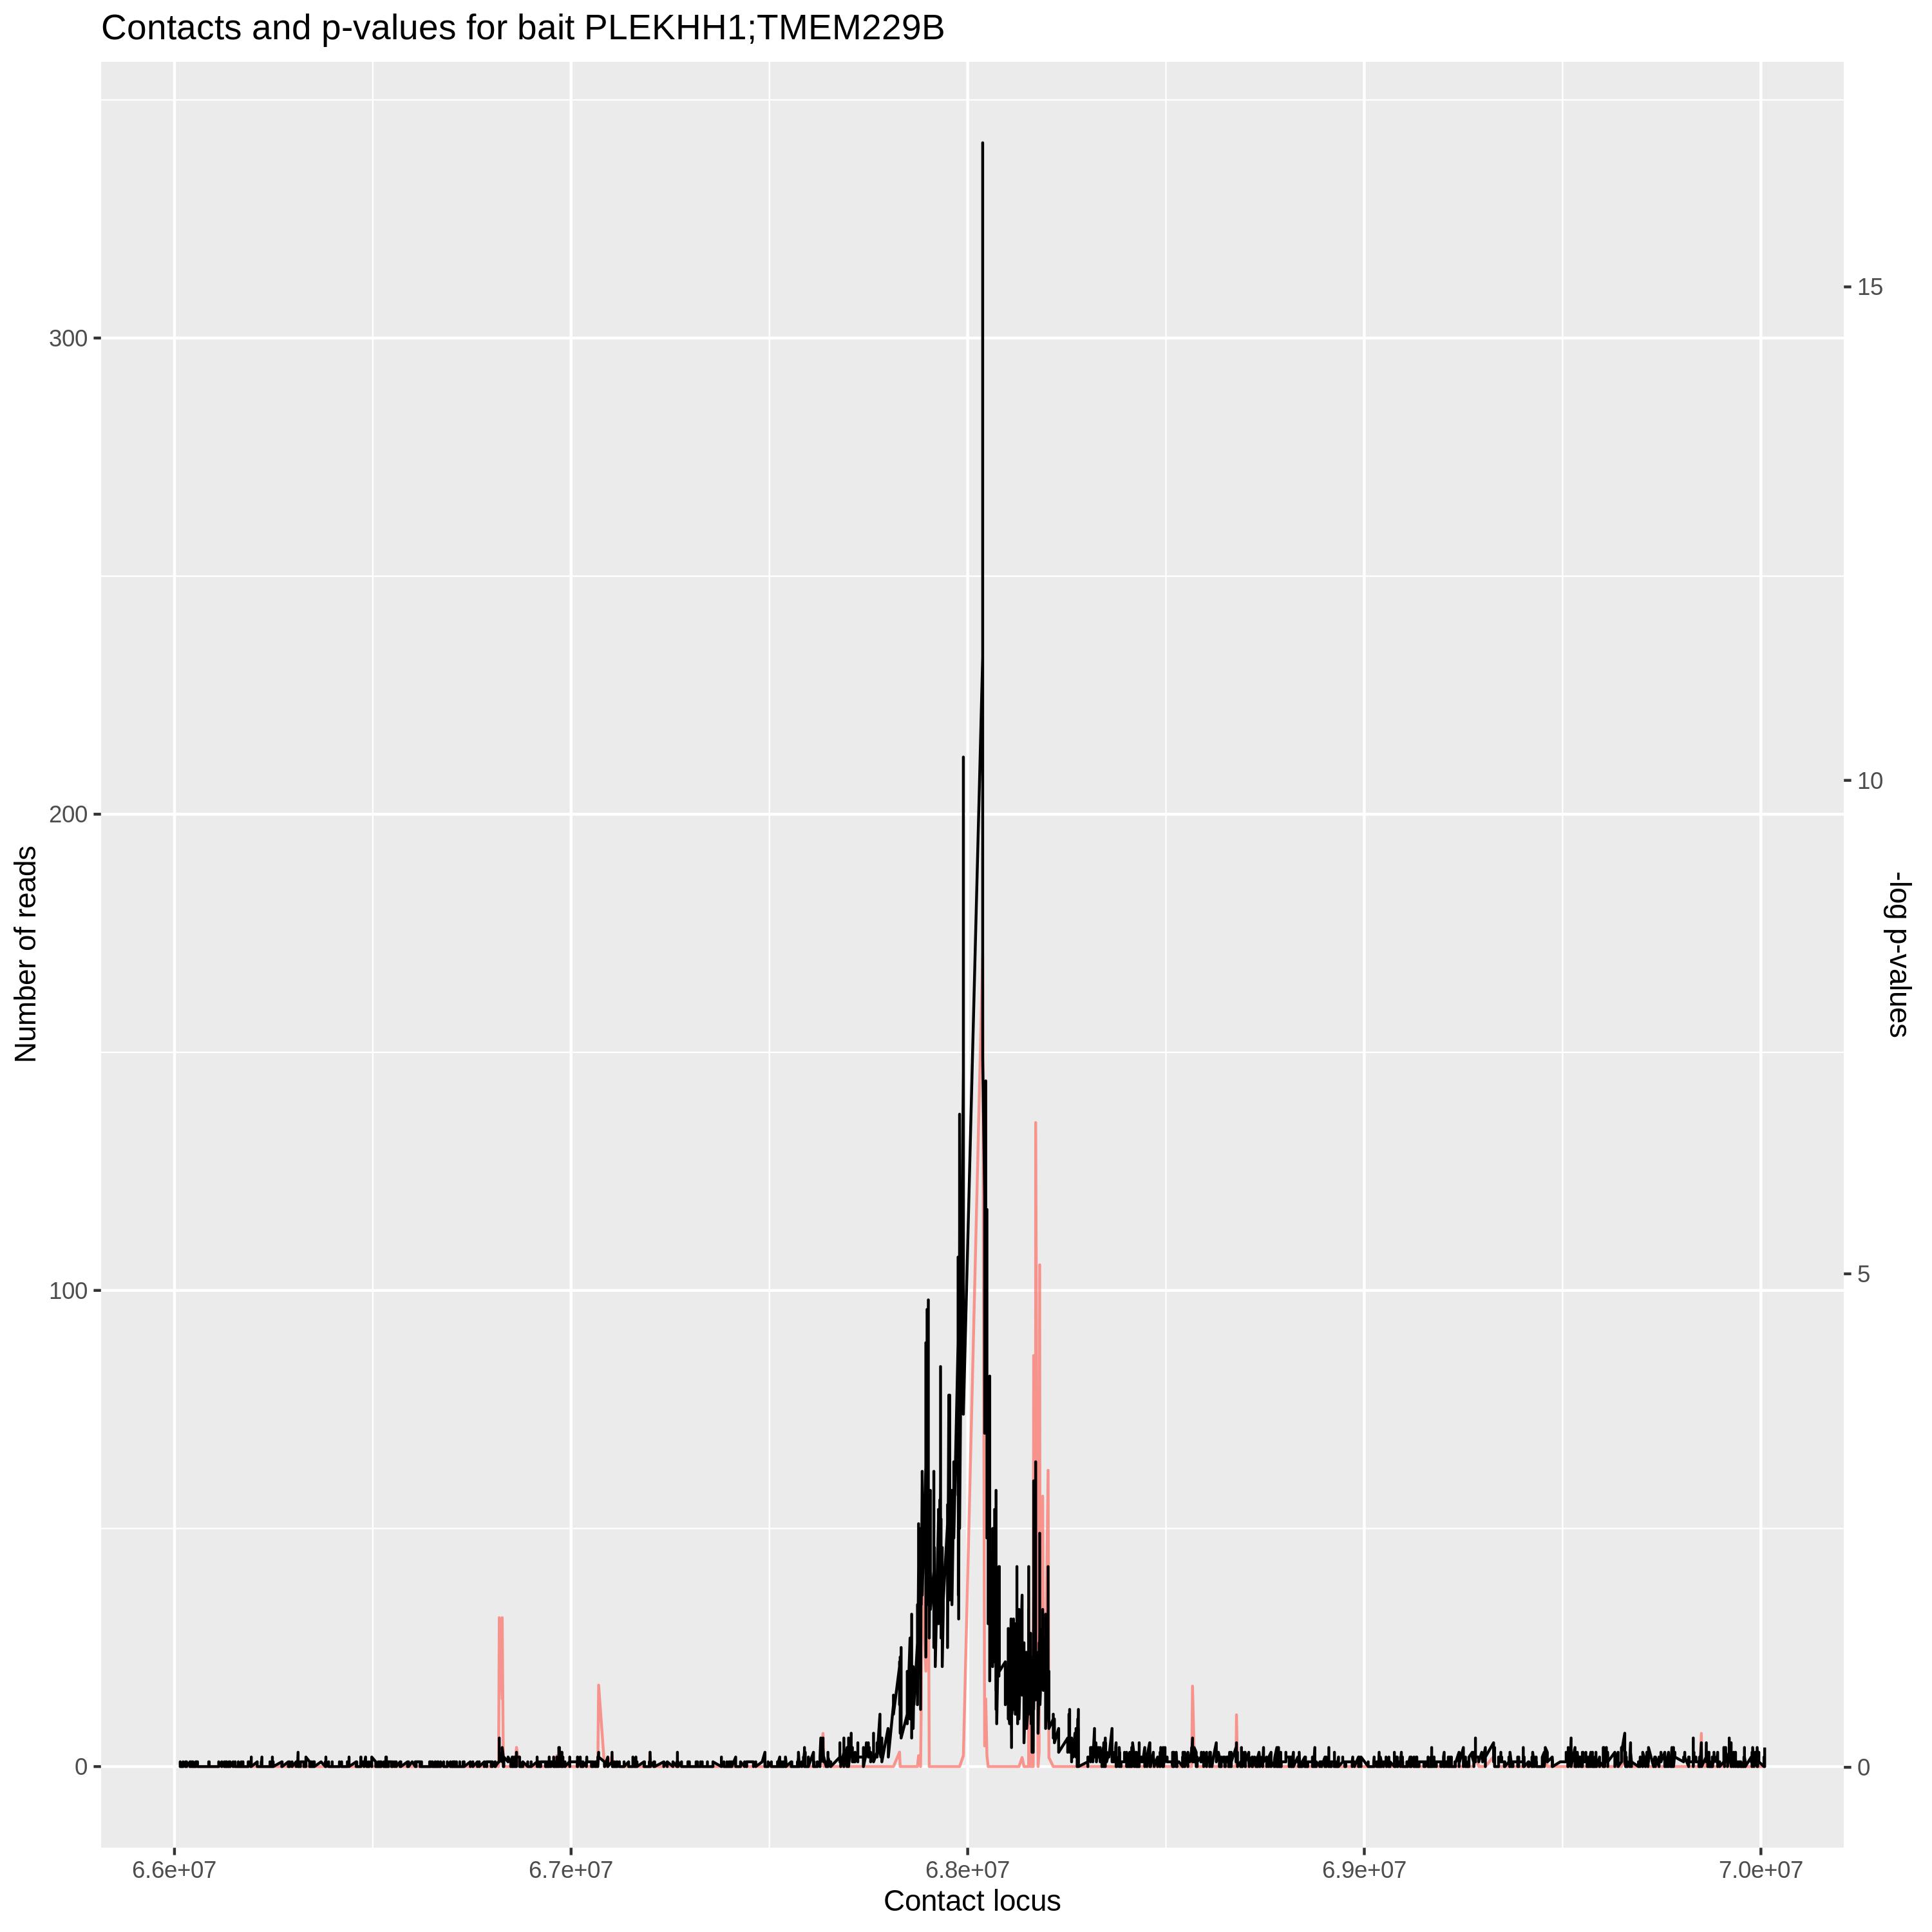 Contacts and p-values for bait PLEKHH1;TMEM229B
Number of reads
300
200
100
0
15
10
5
0
-log p-values
6.6e+07 6.7e+07 6.8e+07 6.9e+07 7.0e+07
Contact locus